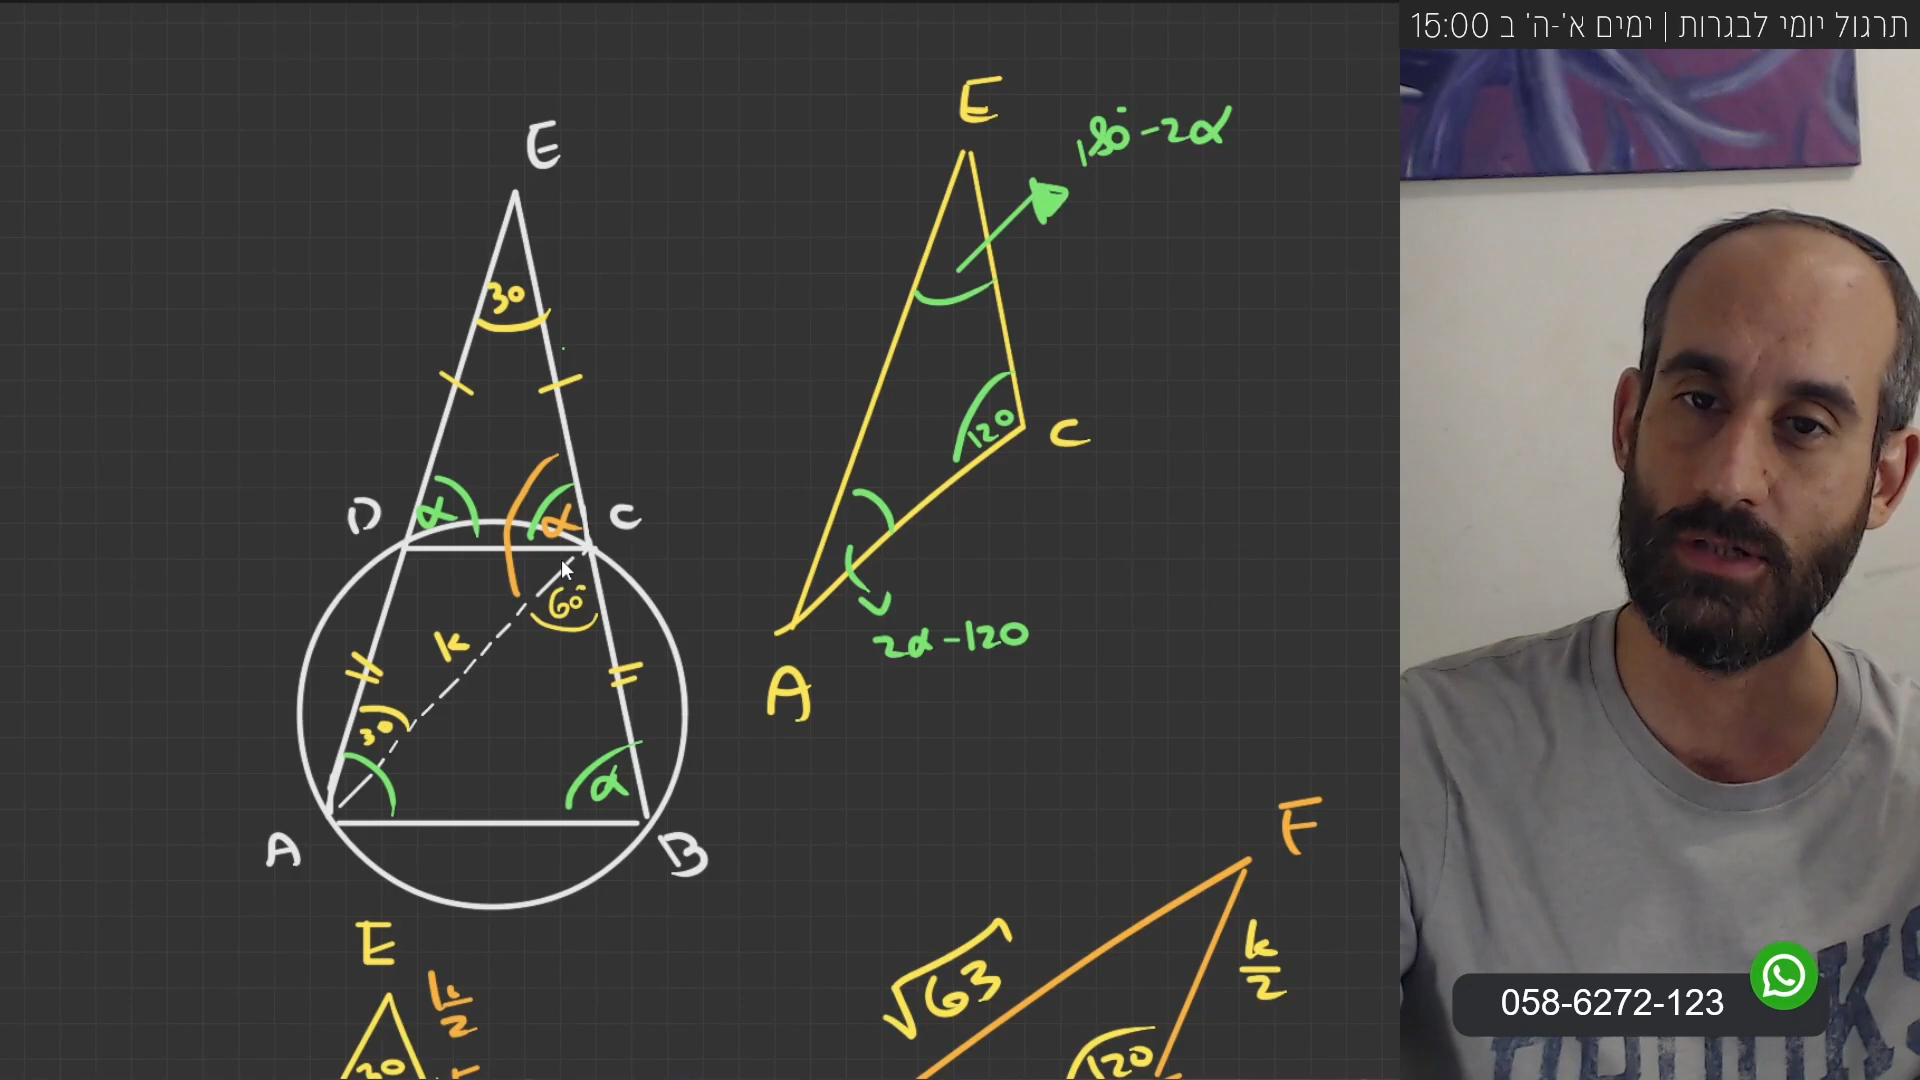 תרגול יומי לבגרות | ימים א'-ה' ב 15:00
E
30
D
α
α
C
k
60°
30
α
A
B
E
180°-2α
120
C
2α-120
A
E
k/2
30
F
√63
k/2
120
058-6272-123